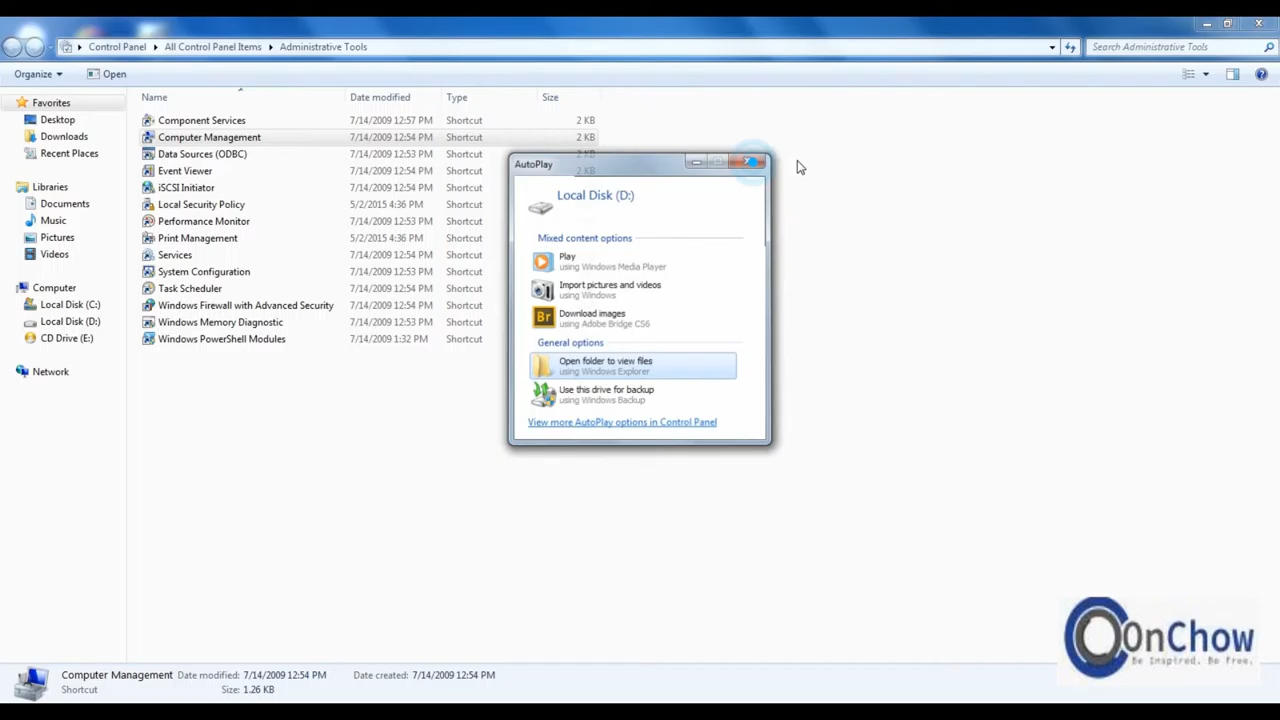 Control Panel All Control Panel Items Administrative Tools
Search Administrative Tools
Organize Open
Name Date modified Type Size
Favorites
Desktop
Downloads
Recent Places
Libraries
Documents
Music
Pictures
Videos
Computer
Local Disk (C:)
Local Disk (D:)
CD Drive (E:)
Network
Component Services 7/14/2009 12:57 PM Shortcut 2 KB
Computer Management 7/14/2009 12:54 PM Shortcut 2 KB
Data Sources (ODBC) 7/14/2009 12:53 PM Shortcut 2 KB
Event Viewer 7/14/2009 12:54 PM Shortcut 2 KB
iSCSI Initiator 7/14/2009 12:54 PM Shortcut
Local Security Policy 5/2/2015 4:36 PM Shortcut
Performance Monitor 7/14/2009 12:53 PM Shortcut
Print Management 5/2/2015 4:36 PM Shortcut
Services 7/14/2009 12:54 PM Shortcut
System Configuration 7/14/2009 12:53 PM Shortcut
Task Scheduler 7/14/2009 12:54 PM Shortcut
Windows Firewall with Advanced Security 7/14/2009 12:54 PM Shortcut
Windows Memory Diagnostic 7/14/2009 12:53 PM Shortcut
Windows PowerShell Modules 7/14/2009 1:32 PM Shortcut
AutoPlay
Local Disk (D:)
Mixed content options
Play
using Windows Media Player
Import pictures and videos
using Windows
Br
Download images
using Adobe Bridge CS6
General options
Open folder to view files
using Windows Explorer
Use this drive for backup
using Windows Backup
View more AutoPlay options in Control Panel
OnChow
Be Inspired. Be Free.
Computer Management Date modified: 7/14/2009 12:54 PM Date created: 7/14/2009 12:54 PM
Shortcut Size: 1.26 KB